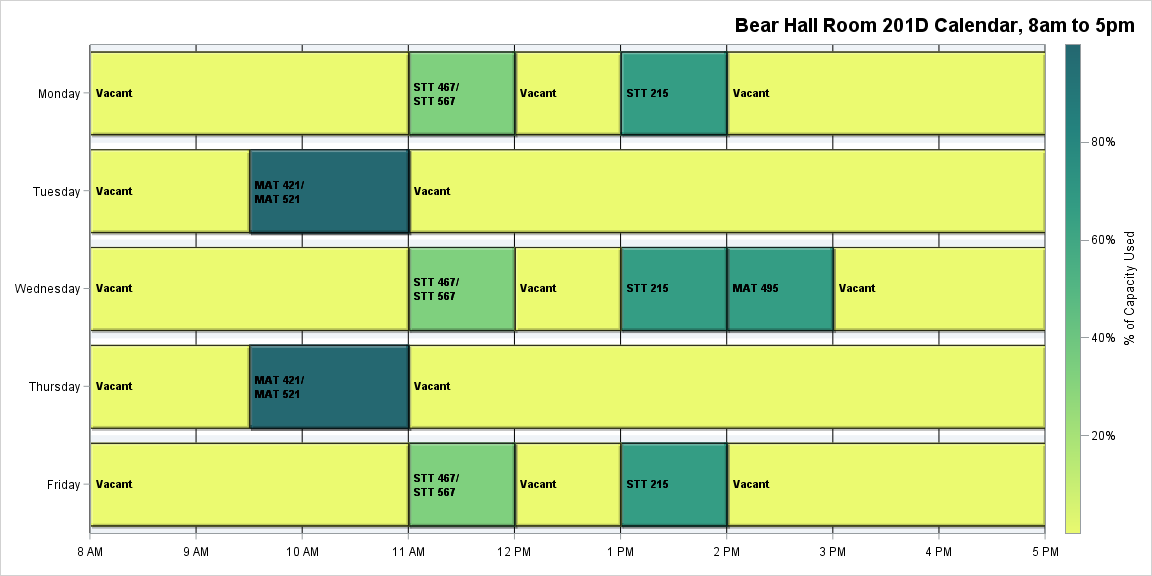 Bear Hall Room 201D Calendar, 8am to 5pm
Monday
Vacant
STT 467/
STT 567
Vacant
STT 215
Vacant
Tuesday
Vacant
MAT 421/
MAT 521
Vacant
Wednesday
Vacant
STT 467/
STT 567
Vacant
STT 215
MAT 495
Vacant
Thursday
Vacant
MAT 421/
MAT 521
Vacant
Friday
Vacant
STT 467/
STT 567
Vacant
STT 215
Vacant
8 AM
9 AM
10 AM
11 AM
12 PM
1 PM
2 PM
3 PM
4 PM
5 PM
80%
60%
40%
20%
% of Capacity Used